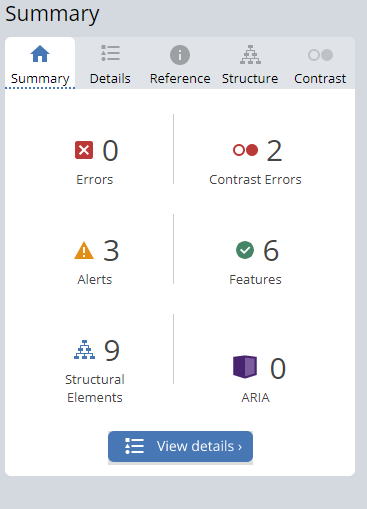 Summary
Summary Details Reference Structure Contrast
0 2
Errors Contrast Errors
3 6
Alerts Features
9 0
Structural
Elements ARIA
View details ›